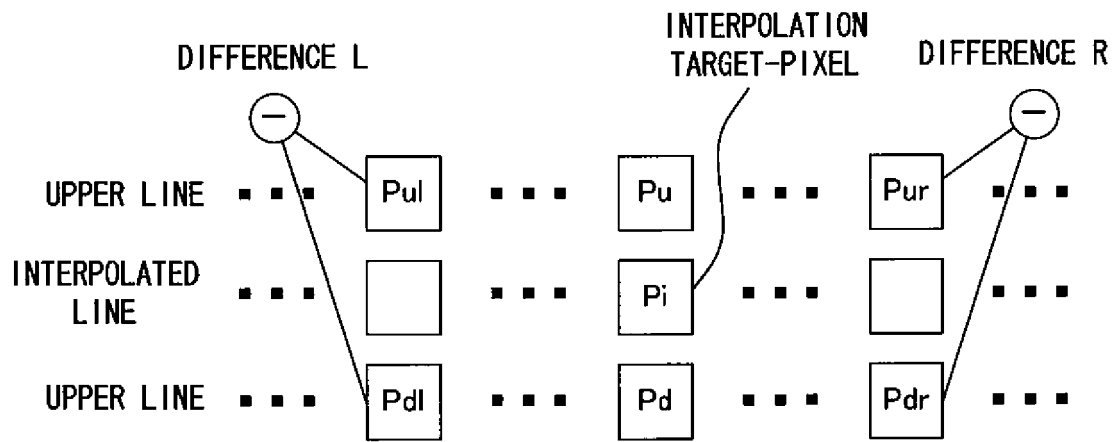 INTERPOLATION
TARGET-PIXEL
DIFFERENCE L
DIFFERENCE R
− −
UPPER LINE ▪ ▪ ▪ Pul ▪ ▪ ▪ Pu ▪ ▪ ▪ Pur ▪ ▪ ▪
INTERPOLATED
LINE
▪ ▪ ▪ ▪ ▪ ▪ Pi ▪ ▪ ▪ ▪ ▪ ▪
UPPER LINE ▪ ▪ ▪ Pdl ▪ ▪ ▪ Pd ▪ ▪ ▪ Pdr ▪ ▪ ▪